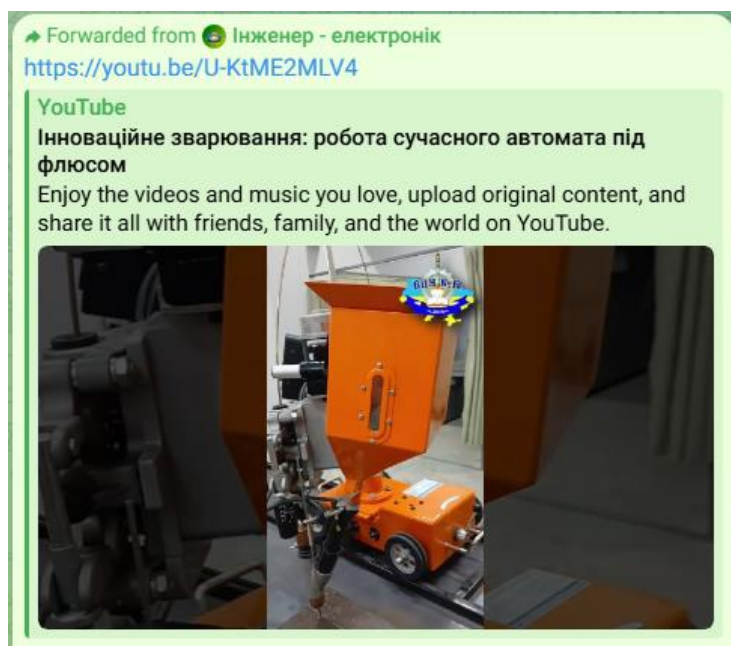 Forwarded from Інженер - електронік
https://youtu.be/U-KtME2MLV4
YouTube
Інноваційне зварювання: робота сучасного автомата під
флюсом
Enjoy the videos and music you love, upload original content, and
share it all with friends, family, and the world on YouTube.